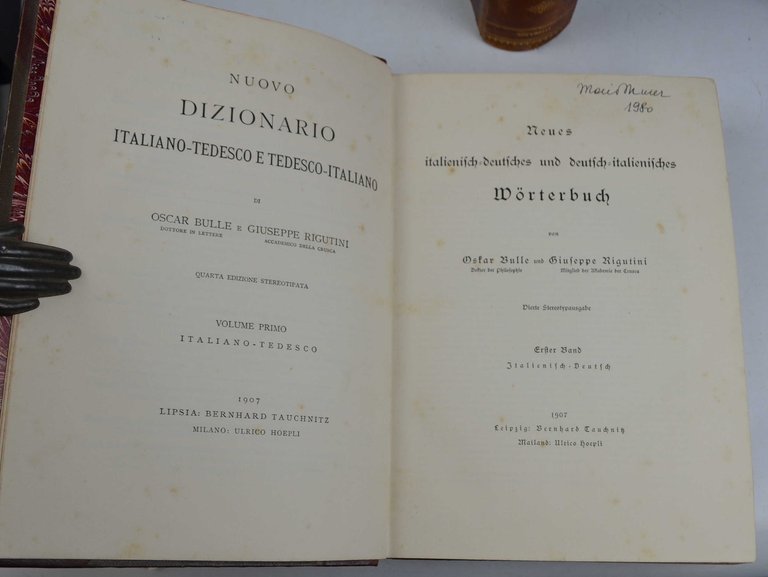 NUOVO
DIZIONARIO
ITALIANO-TEDESCO E TEDESCO-ITALIANO
DI
OSCAR BULLE E GIUSEPPE RIGUTINI
DOTTORE IN LETTERE ACCADEMICO DELLA CRUSCA
QUARTA EDIZIONE STEREOTIPATA
VOLUME PRIMO
ITALIANO-TEDESCO
1907
LIPSIA: BERNHARD TAUCHNITZ
MILANO: ULRICO HOEPLI
1980
Neues
italienisch-deutsches und deutsch-italienisches
Wörterbuch
von
Oskar Bulle und Giuseppe Rigutini
Doktor der Philosophie Mitglied der Akademie der Crusca
Vierte Stereotypausgabe
Erster Band
Italienisch-Deutsch
1907
Leipzig: Bernhard Tauchnitz
Mailand: Ulrico Hoepli